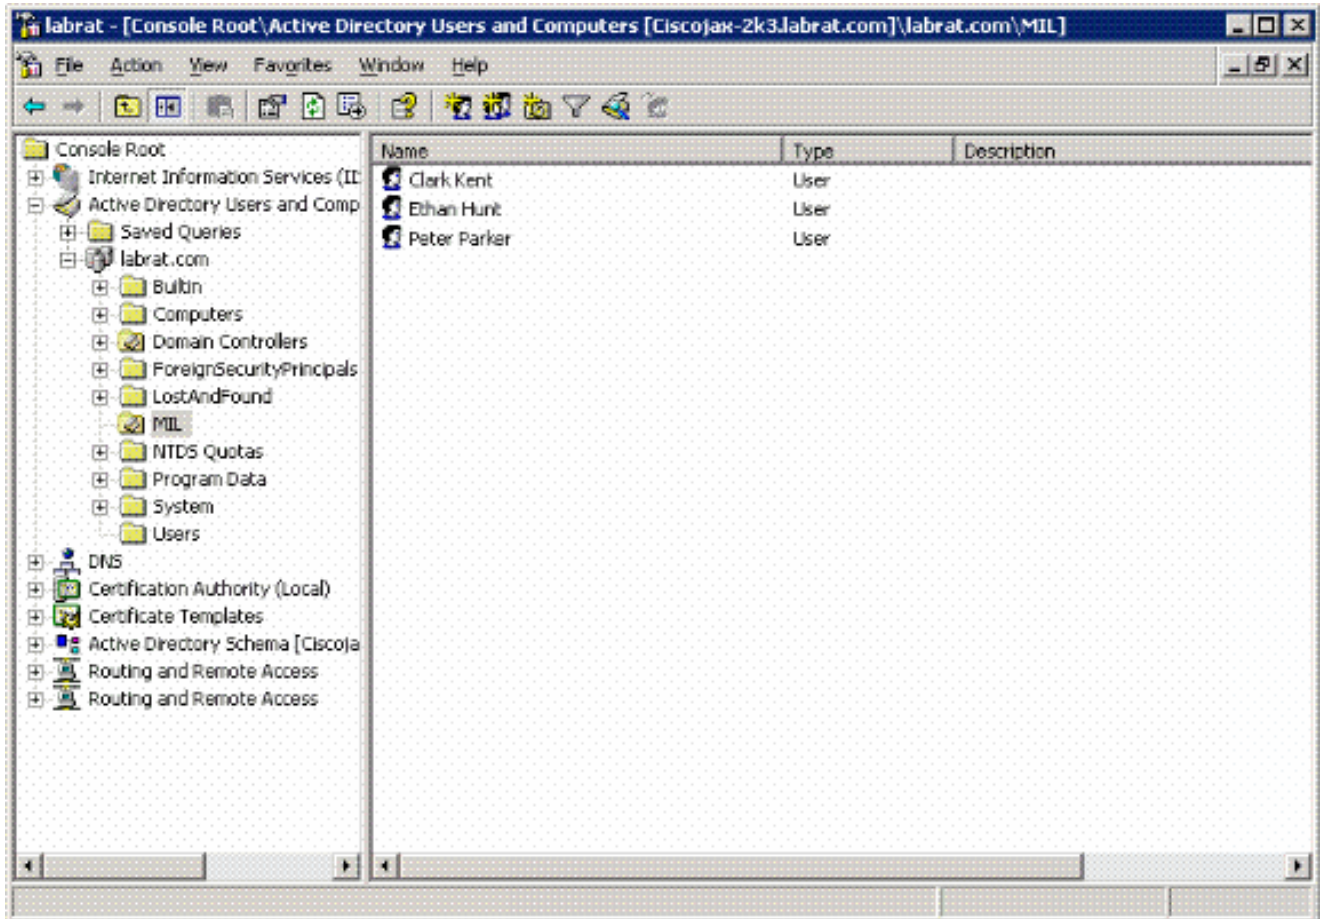 labrat - [Console Root\Active Directory Users and Computers [Ciscojax-2k3.labrat.com]\labrat.com\MIL]
File Action View Favorites Window Help
Console Root
Internet Information Services (II
Active Directory Users and Comp
Saved Queries
labrat.com
Builtin
Computers
Domain Controllers
ForeignSecurityPrincipals
LostAndFound
MIL
NTDS Quotas
Program Data
System
Users
DNS
Certification Authority (Local)
Certificate Templates
Active Directory Schema [Ciscoja
Routing and Remote Access
Routing and Remote Access
Name Type Description
Clark Kent User
Ethan Hunt User
Peter Parker User